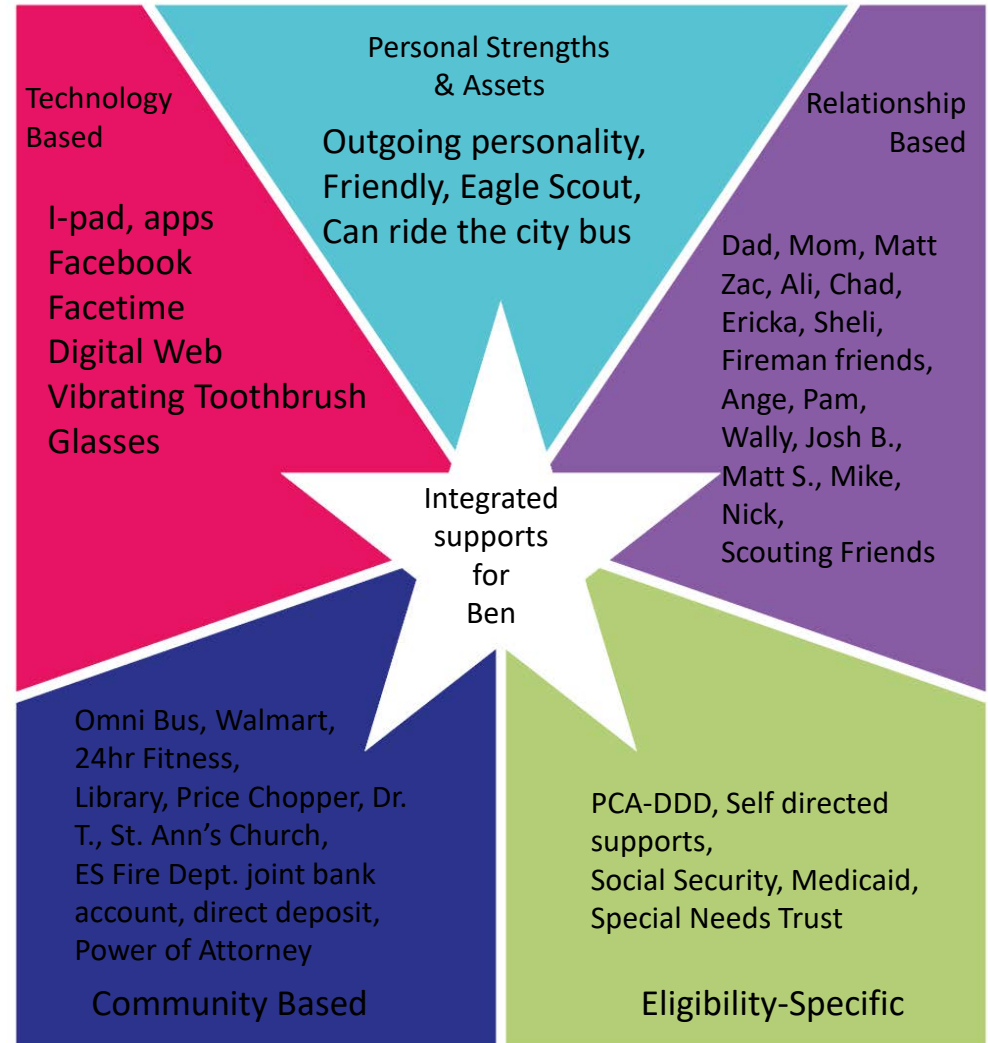 Personal Strengths
& Assets
Outgoing personality,
Friendly, Eagle Scout,
Can ride the city bus
Technology
Based
I-pad, apps
Facebook
Facetime
Digital Web
Vibrating Toothbrush
Glasses
Relationship
Based
Dad, Mom, Matt
Zac, Ali, Chad,
Ericka, Sheli,
Fireman friends,
Ange, Pam,
Wally, Josh B.,
Matt S., Mike,
Nick,
Scouting Friends
Integrated
supports
for
Ben
Omni Bus, Walmart,
24hr Fitness,
Library, Price Chopper, Dr.
T., St. Ann’s Church,
ES Fire Dept. joint bank
account, direct deposit,
Power of Attorney
Community Based
PCA-DDD, Self directed
supports,
Social Security, Medicaid,
Special Needs Trust
Eligibility-Specific